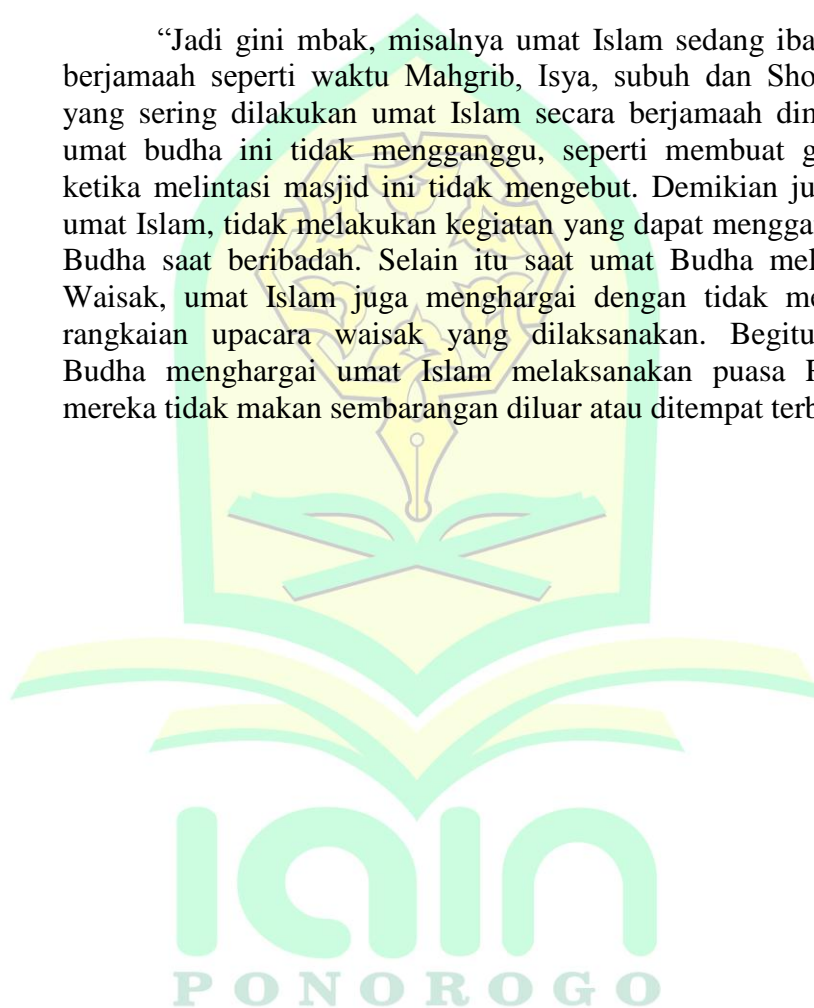 “Jadi gini mbak, misalnya umat Islam sedang iba
berjamaah seperti waktu Mahgrib, Isya, subuh dan Sho
yang sering dilakukan umat Islam secara berjamaah dim
umat budha ini tidak mengganggu, seperti membuat g
ketika melintasi masjid ini tidak mengebut. Demikian ju
umat Islam, tidak melakukan kegiatan yang dapat mengga
Budha saat beribadah. Selain itu saat umat Budha mel
Waisak, umat Islam juga menghargai dengan tidak me
rangkaian upacara waisak yang dilaksanakan. Begitu
Budha menghargai umat Islam melaksanakan puasa
mereka tidak makan sembarangan diluar atau ditempat terb
iain
PONOROGO